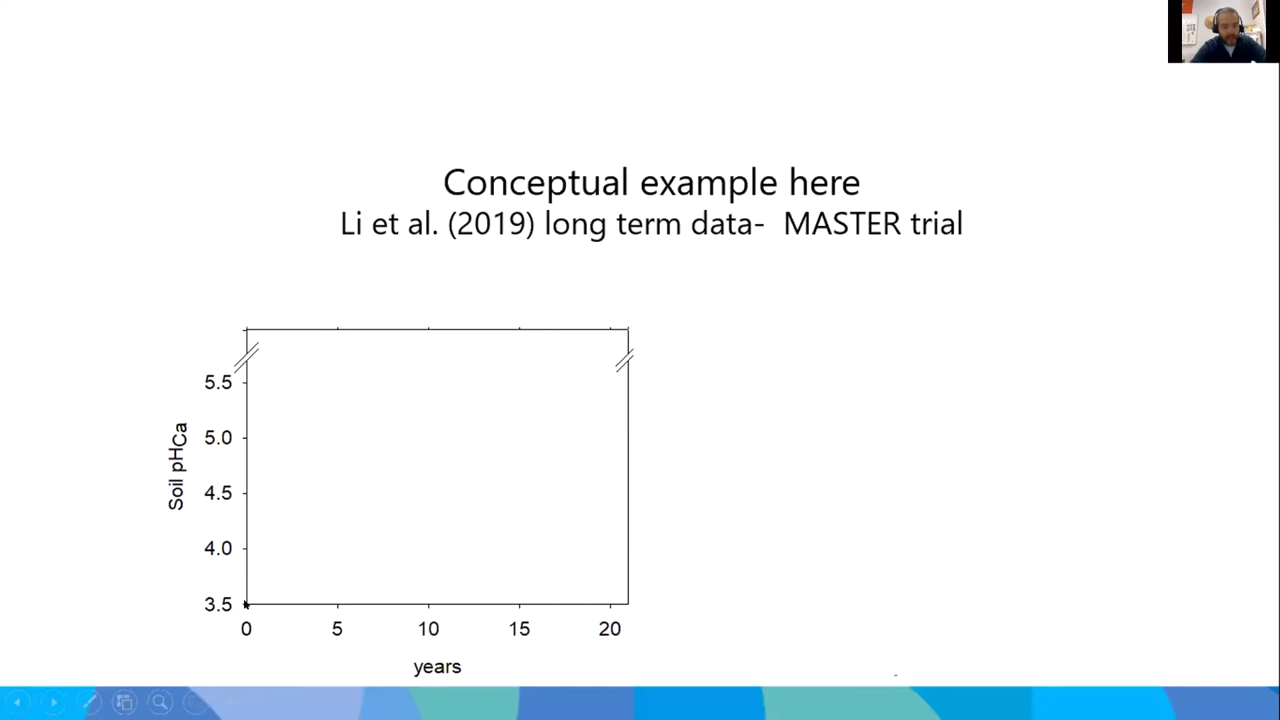 Conceptual example here
Li et al. (2019) long term data- MASTER trial
5.5
5.0
4.5
4.0
3.5
Soil pHCa
0 5 10 15 20
years